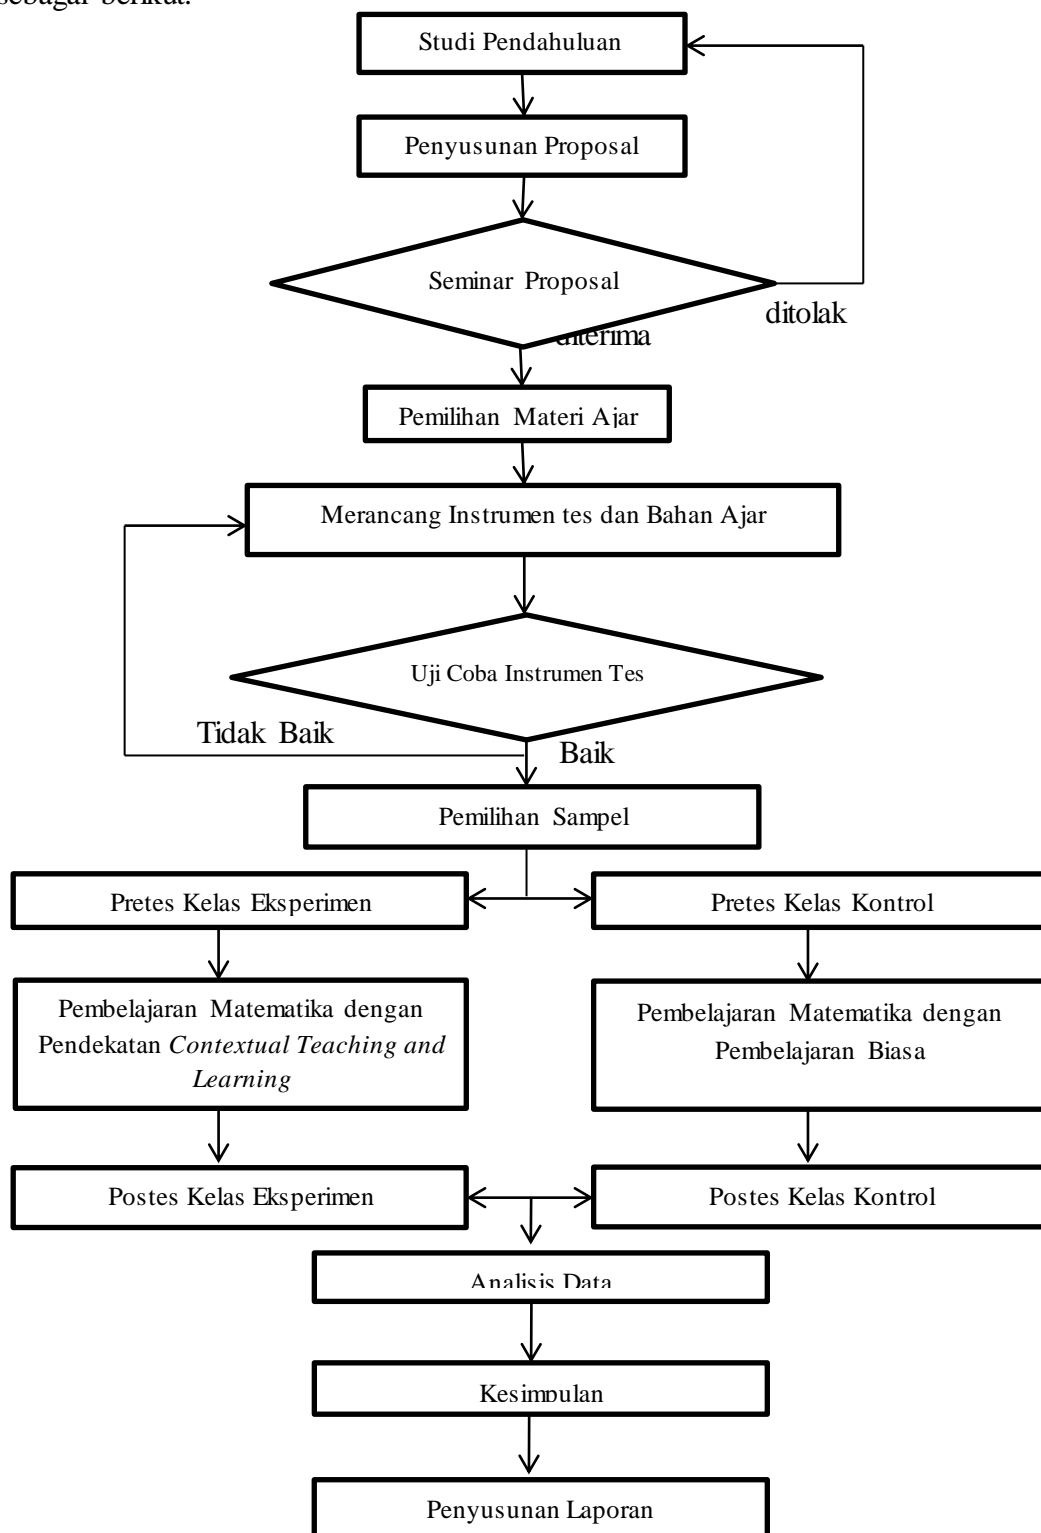 sebagai berikut:
Studi Pendahuluan
Penyusunan Proposal
Seminar Proposal
ditolak
diterima
Pemilihan Materi Ajar
Merancang Instrumen tes dan Bahan Ajar
Uji Coba Instrumen Tes
Tidak Baik
Baik
Pemilihan Sampel
Pretes Kelas Eksperimen
Pretes Kelas Kontrol
Pembelajaran Matematika dengan
Pendekatan Contextual Teaching and
Learning
Pembelajaran Matematika dengan
Pembelajaran Biasa
Postes Kelas Eksperimen
Postes Kelas Kontrol
Analisis Data
Kesimpulan
Penyusunan Laporan